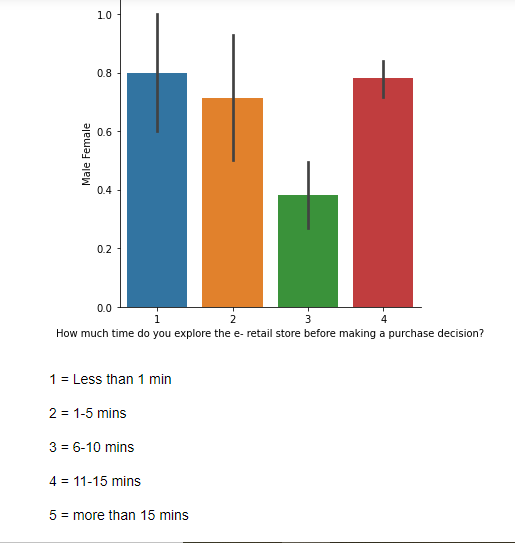 1.0
0.8
0.6
0.4
0.2
0.0
Male Female
1 2 3 4
How much time do you explore the e- retail store before making a purchase decision?
1 = Less than 1 min
2 = 1-5 mins
3 = 6-10 mins
4 = 11-15 mins
5 = more than 15 mins